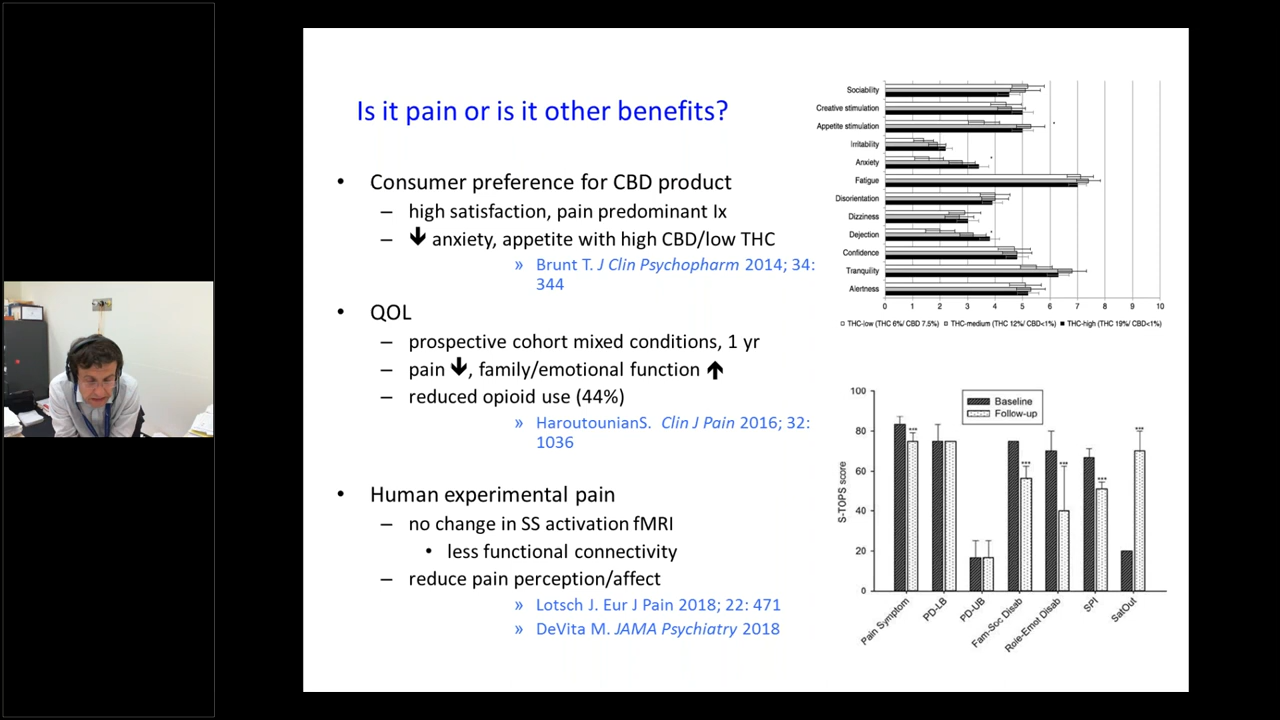 Is it pain or is it other benefits?
• Consumer preference for CBD product
– high satisfaction, pain predominant Ix
– 🡻 anxiety, appetite with high CBD/low THC
» Brunt T. J Clin Psychopharm 2014; 34:
344
• QOL
– prospective cohort mixed conditions, 1 yr
– pain 🡻, family/emotional function 🡹
– reduced opioid use (44%)
» HaroutounianS. Clin J Pain 2016; 32:
1036
• Human experimental pain
– no change in SS activation fMRI
• less functional connectivity
– reduce pain perception/affect
» Lotsch J. Eur J Pain 2018; 22: 471
» DeVita M. JAMA Psychiatry 2018
Sociability
Creative stimulation
Appetite stimulation
*
Irritability
Anxiety
*
Fatigue
Disorientation
Dizziness
Dejection
*
Confidence
Tranquility
Alertness
0 1 2 3 4 5 6 7 8 9 10
THC-low (THC 6%/ CBD 7.5%) THC-medium (THC 12%/ CBD<1%) THC-high (THC 19%/ CBD<1%)
Baseline
Follow-up
S-TOPS score
100
80
60
40
20
0
*** *** *** *** ***
Pain Symptom
PD-LB
PD-UB
Fam-Soc Disab
Role-Emot Disab
SPI
SatOut